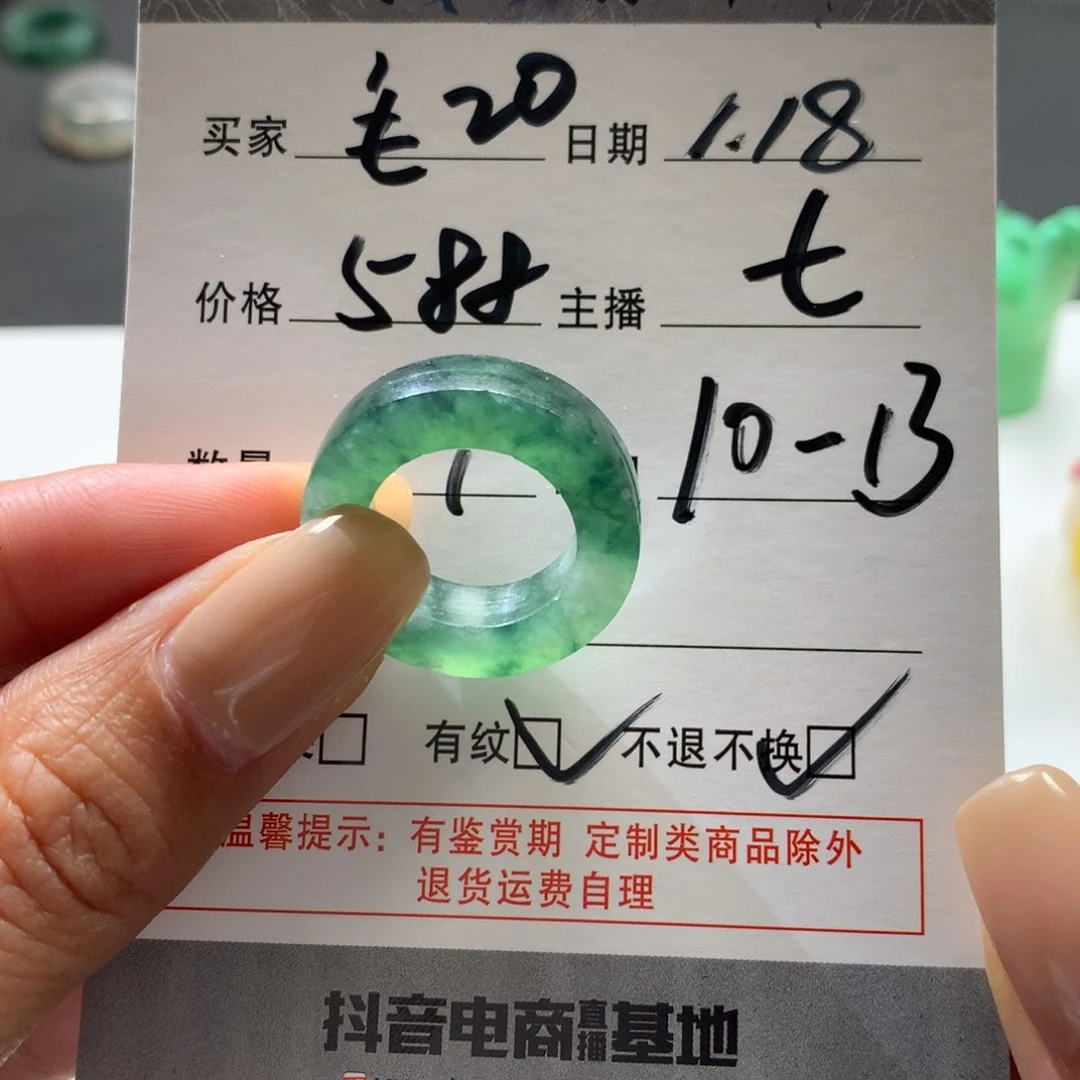 买家 毛20 日期 1.18
价格 588 主播 七
数量 1 10-13
有纹 不退不换
温馨提示：有鉴赏期 定制类商品除外
退货运费自理
抖音电商直播基地